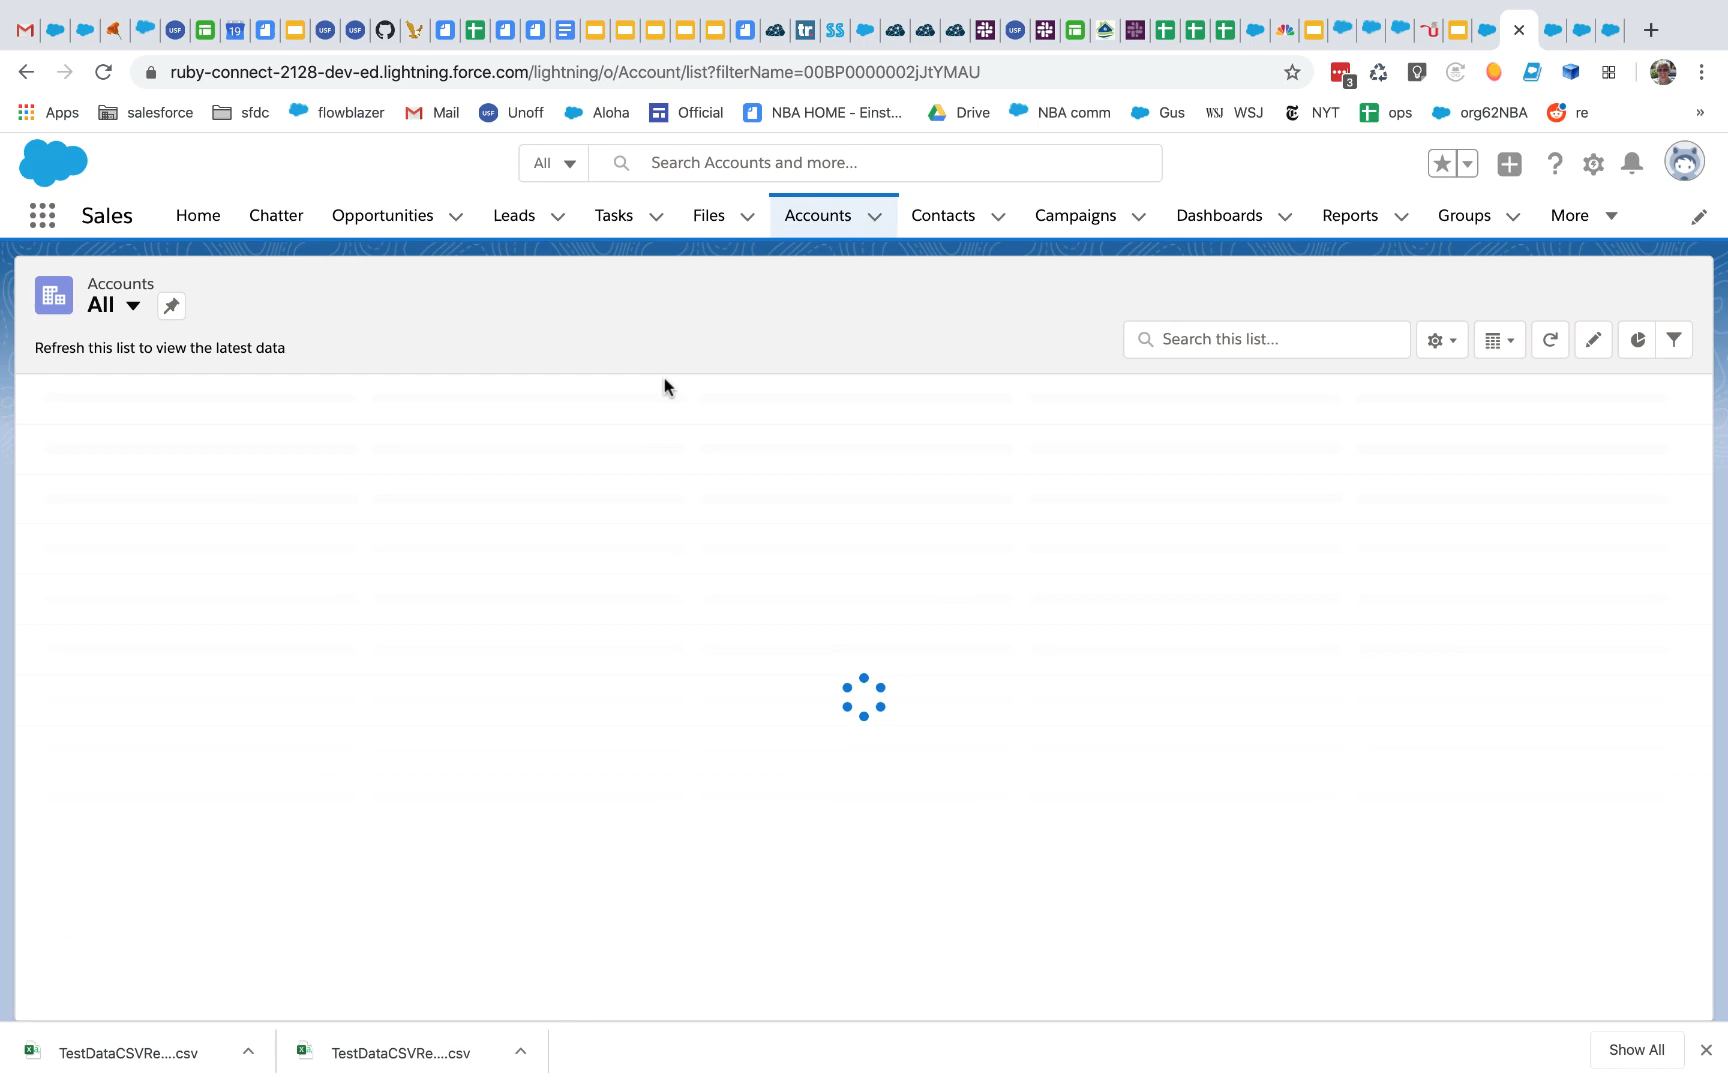 ruby-connect-2128-dev-ed.lightning.force.com/lightning/o/Account/list?filterName=00BP0000002jJtYMAU
3
Apps salesforce sfdc flowblazer Mail USF Unoff Aloha Official NBA HOME - Einst... Drive NBA comm Gus WSJ WSJ NYT ops org62NBA re »
All Search Accounts and more...
Sales Home Chatter Opportunities Leads Tasks Files Accounts Contacts Campaigns Dashboards Reports Groups More
Accounts
All
Search this list...
Refresh this list to view the latest data
TestDataCSVRe....csv TestDataCSVRe....csv Show All